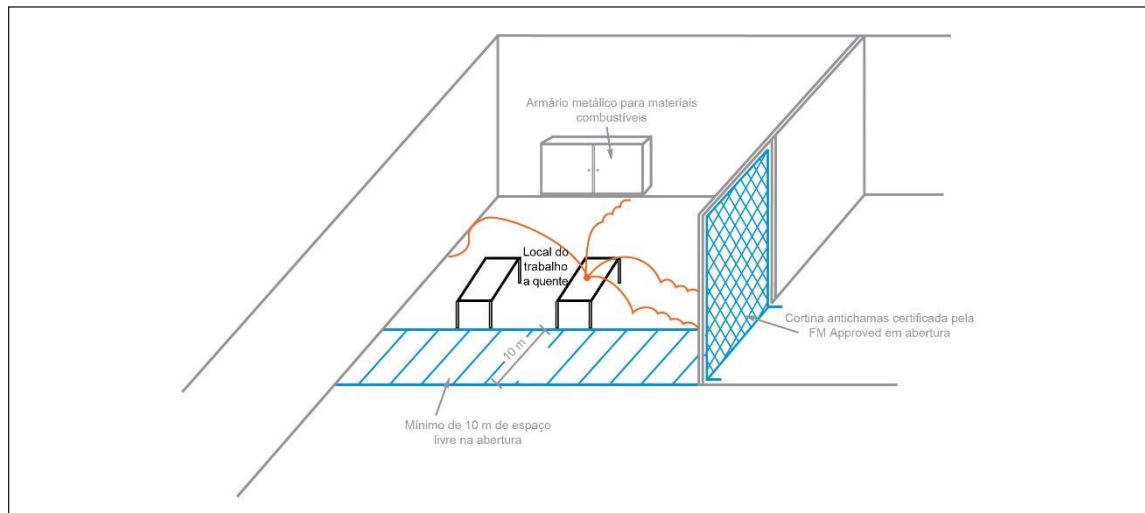 Armário metálico para materiais
combustíveis
Local do
trabalho
a quente
Cortina antichamas certificada pela
FM Approved em abertura
10 m
Mínimo de 10 m de espaço
livre na abertura